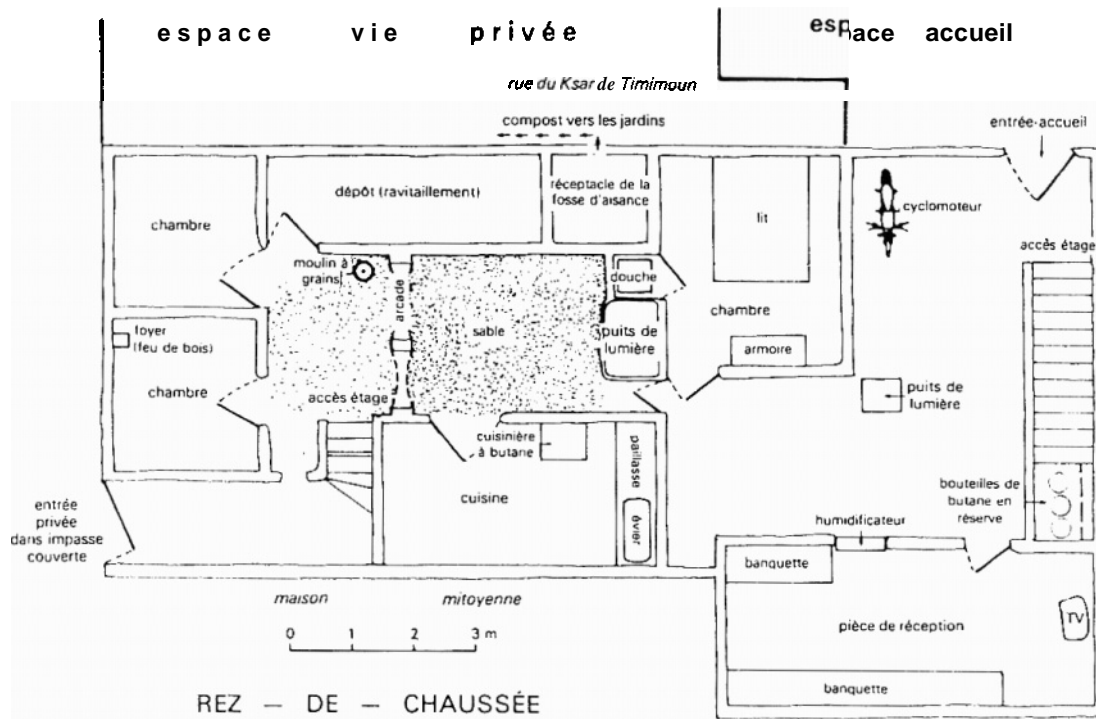 espace vie privée
espace accueil
rue du Ksar de Timimoun
compost vers les jardins
entrée-accueil
dépôt (ravitaillement)
réceptacle de la
fosse d'aisance
lit
chambre
cyclomoteur
accès étage
moulin à
grains
arcade
douche
sable
chambre
foyer
(feu de bois)
puits de
lumière
armoire
chambre
accès étage
puits de
lumière
cuisinière
à butane
paillasse
évier
cuisine
bouteilles de
butane en
réserve
entrée
privée
dans impasse
couverte
humidificateur
banquette
maison mitoyenne
TV
pièce de réception
0 1 2 3 m
banquette
REZ – DE – CHAUSSÉE